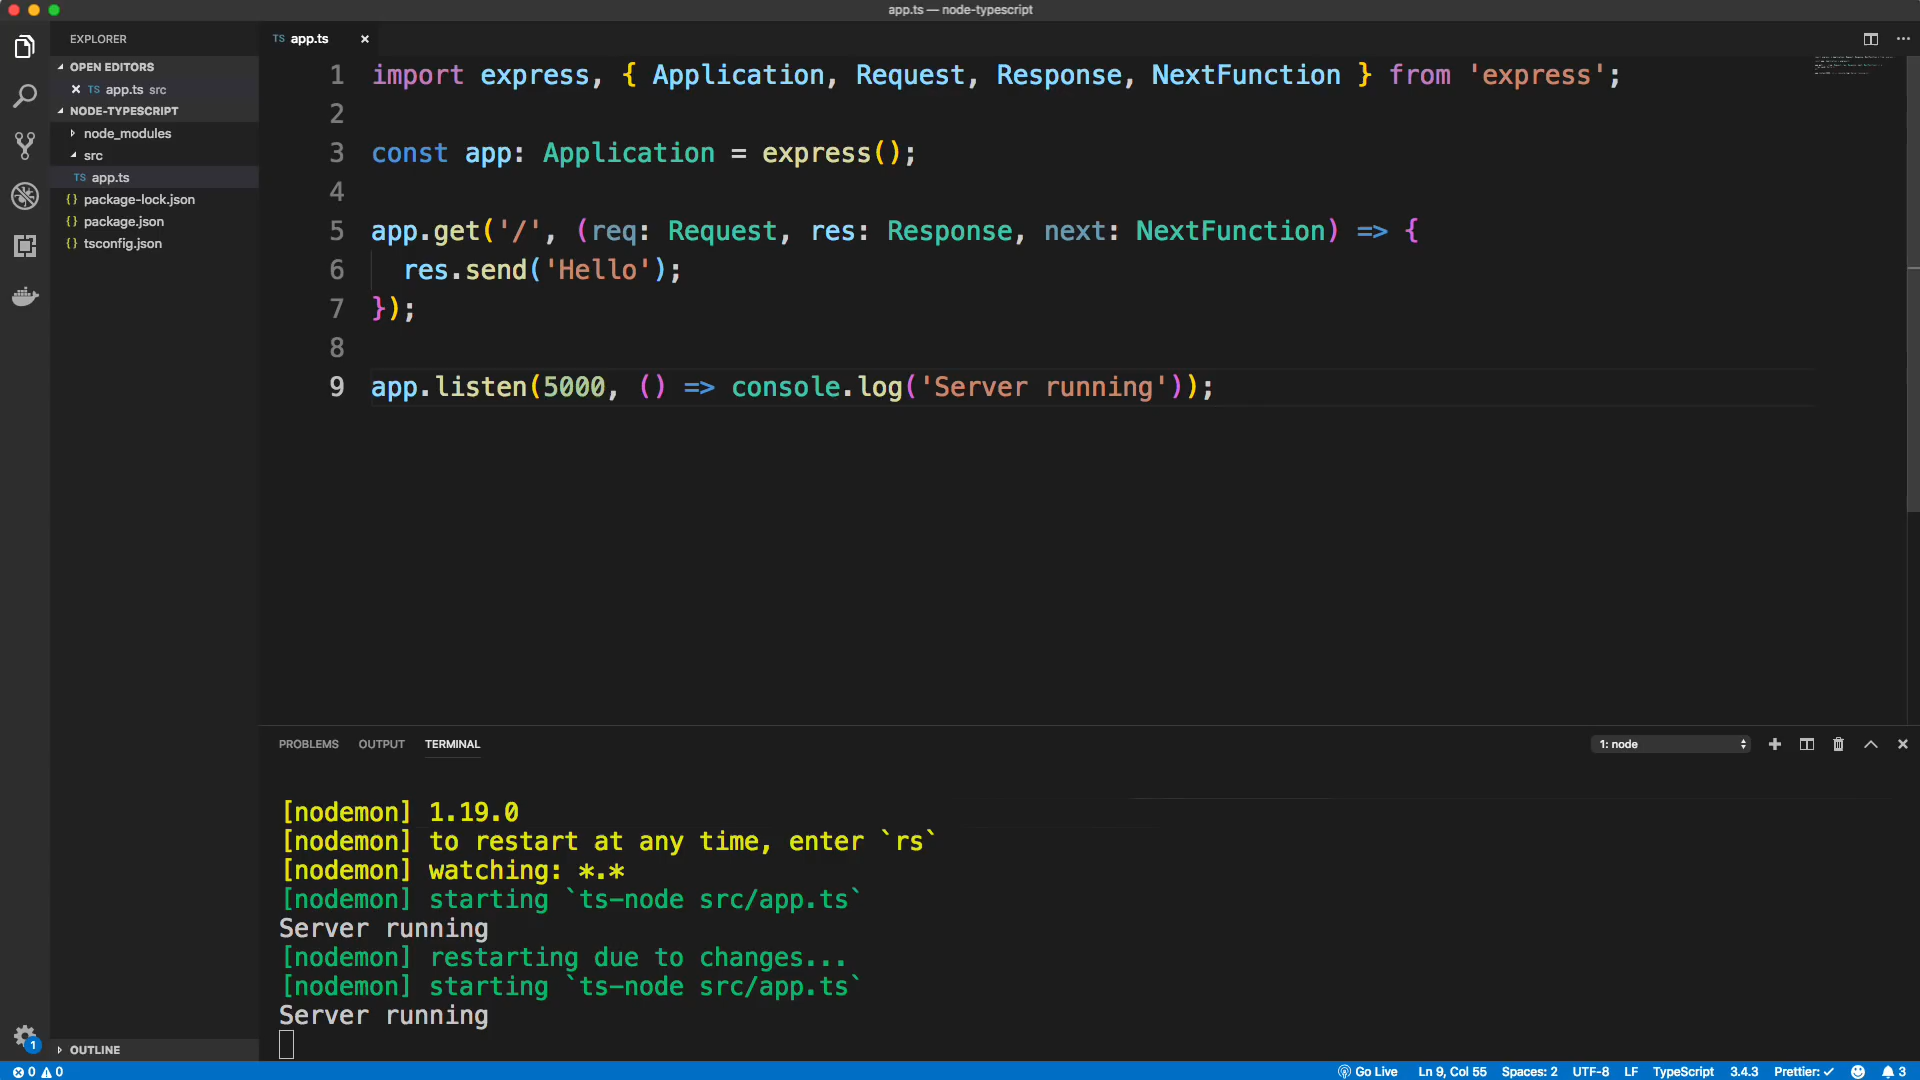 app.ts — node-typescript
EXPLORER
OPEN EDITORS
TS app.ts src
NODE-TYPESCRIPT
node_modules
src
TS app.ts
{} package-lock.json
{} package.json
{} tsconfig.json
OUTLINE
1
TS app.ts
1 import express, { Application, Request, Response, NextFunction } from 'express';
2
3 const app: Application = express();
4
5 app.get('/', (req: Request, res: Response, next: NextFunction) => {
6 res.send('Hello');
7 });
8
9 app.listen(5000, () => console.log('Server running'));
PROBLEMS OUTPUT TERMINAL 1: node
[nodemon] 1.19.0
[nodemon] to restart at any time, enter `rs`
[nodemon] watching: *.*
[nodemon] starting `ts-node src/app.ts`
Server running
[nodemon] restarting due to changes...
[nodemon] starting `ts-node src/app.ts`
Server running
0 0 Go Live Ln 9, Col 55 Spaces: 2 UTF-8 LF TypeScript 3.4.3 Prettier: ✓ 3